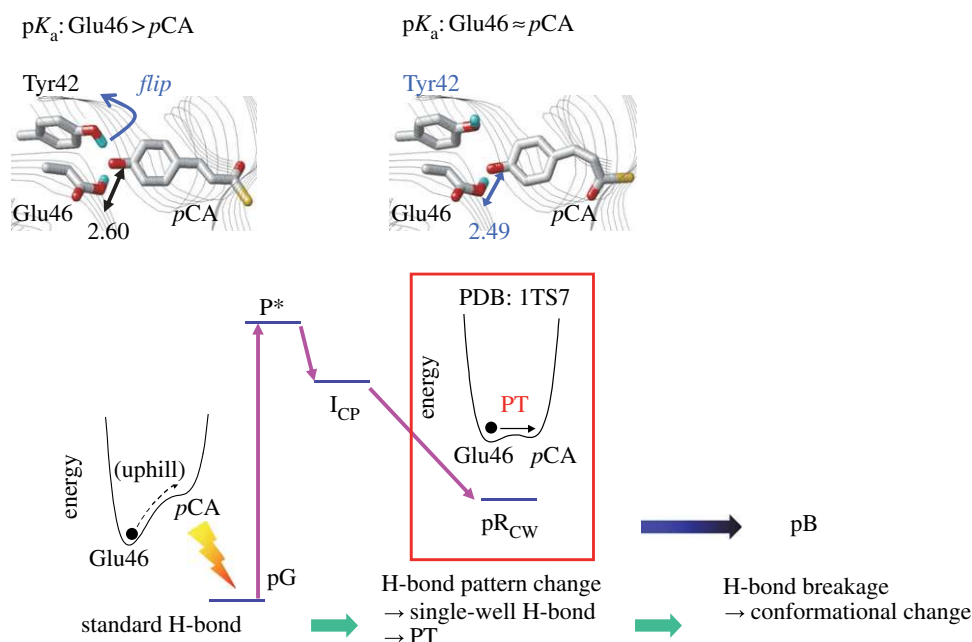 pKa: Glu46 > pCA
pKa: Glu46 ≈ pCA
Tyr42
flip
Glu46
2.60
pCA
Tyr42
Glu46
2.49
pCA
P*
ICP
PDB: 1TS7
energy
PT
Glu46
pCA
pRCW
energy
(uphill)
pCA
Glu46
pG
pB
standard H-bond
H-bond pattern change
→ single-well H-bond
→ PT
H-bond breakage
→ conformational change